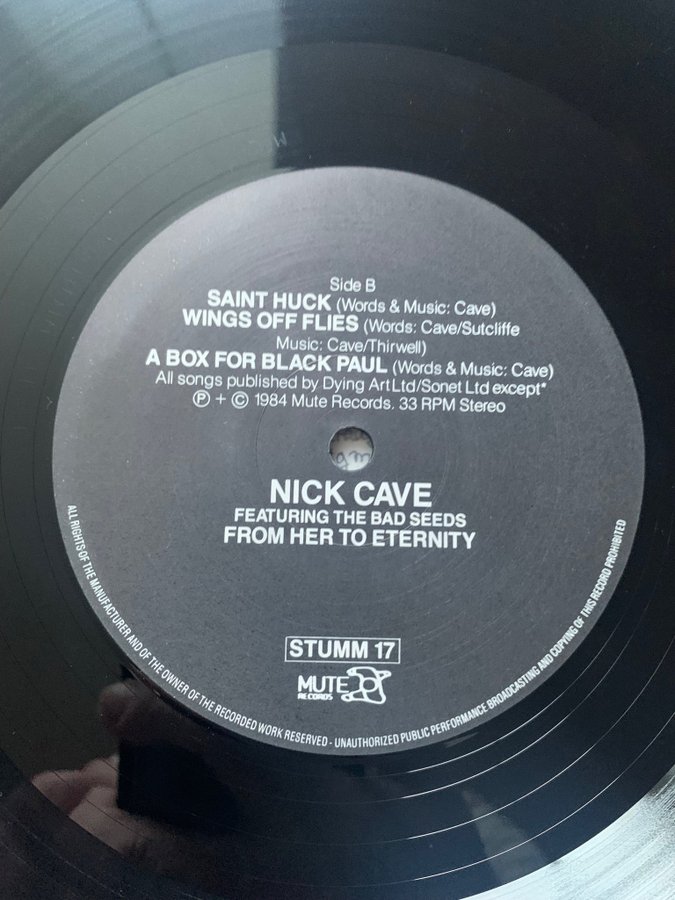 Side B
SAINT HUCK (Words & Music: Cave)
WINGS OFF FLIES (Words: Cave/Sutcliffe
Music: Cave/Thirwell)
A BOX FOR BLACK PAUL (Words & Music: Cave)
All songs published by Dying Art Ltd/Sonet Ltd except*
℗ + © 1984 Mute Records. 33 RPM Stereo
gm
NICK CAVE
FEATURING THE BAD SEEDS
FROM HER TO ETERNITY
STUMM 17
MUTE
RECORDS
ALL RIGHTS OF THE MANUFACTURER AND OF THE OWNER OF THE RECORDED WORK RESERVED - UNAUTHORIZED PUBLIC PERFORMANCE BROADCASTING AND COPYING OF THIS RECORD PROHIBITED